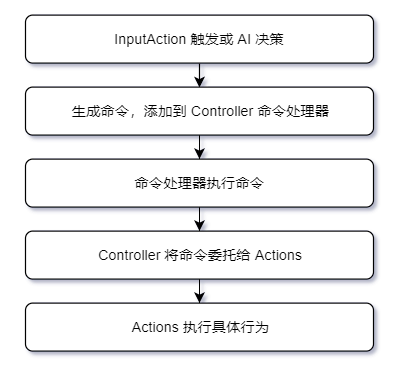 InputAction 触发或 AI 决策
生成命令，添加到 Controller 命令处理器
命令处理器执行命令
Controller 将命令委托给 Actions
Actions 执行具体行为